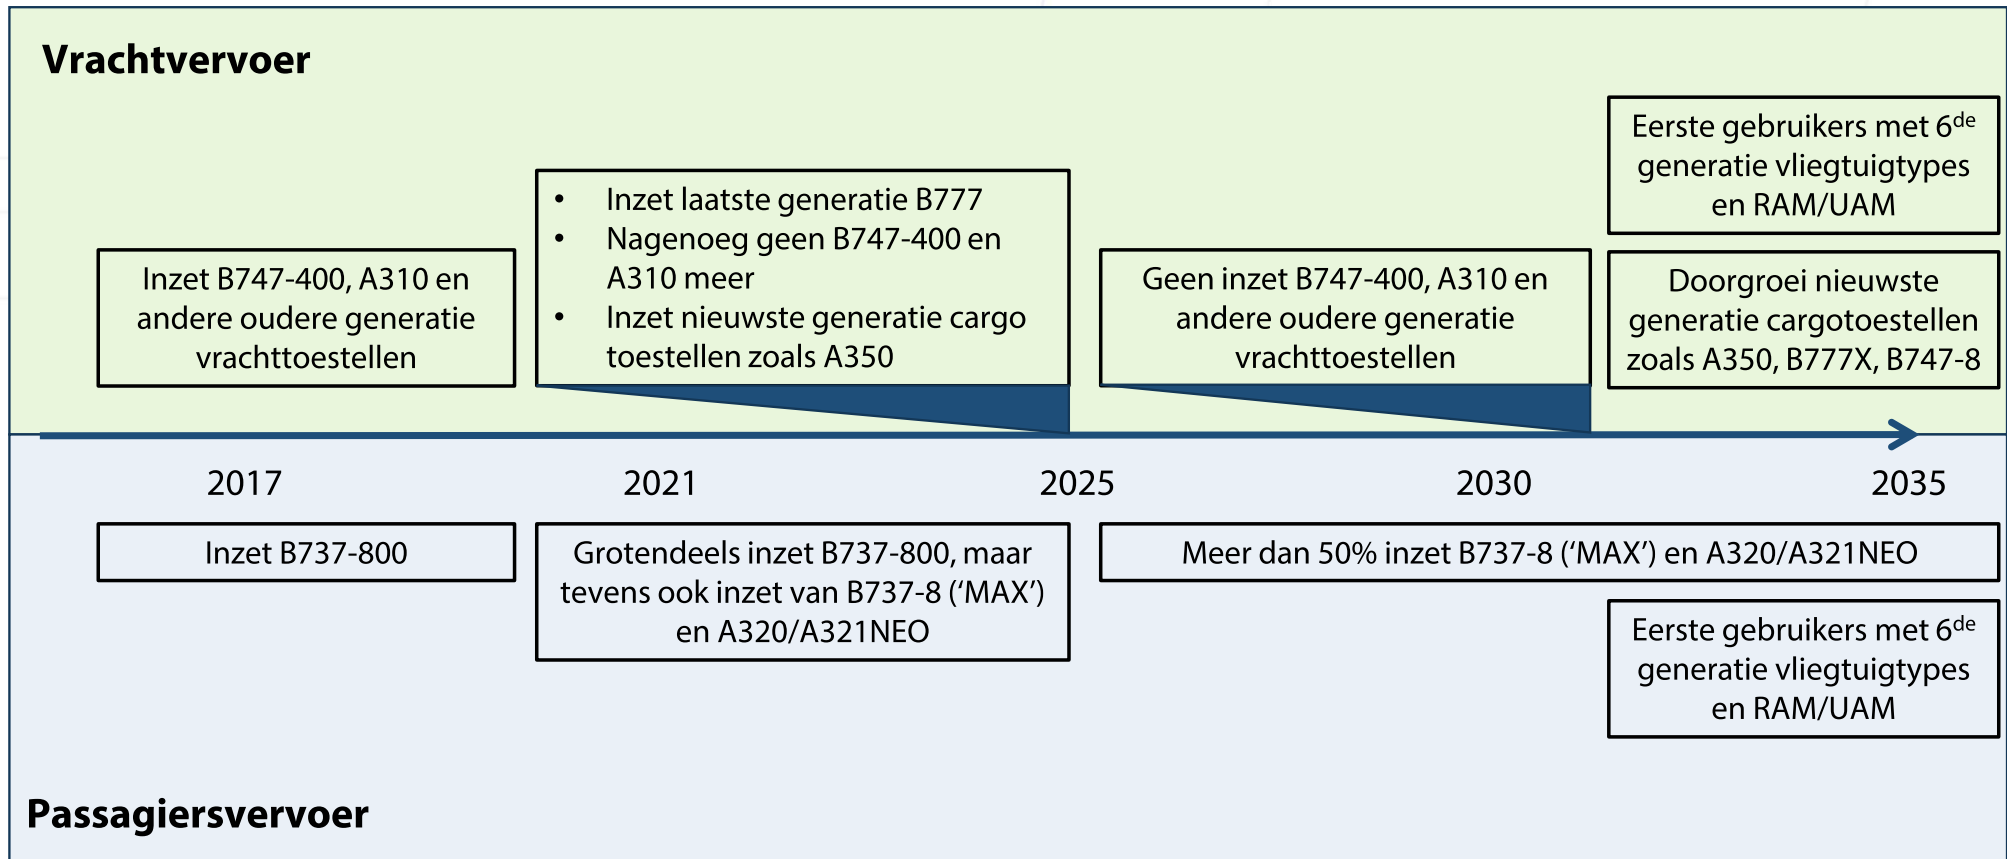 Vrachtvervoer
Inzet B747-400, A310 en
andere oudere generatie
vrachttoestellen
• Inzet laatste generatie B777
• Nagenoeg geen B747-400 en
A310 meer
• Inzet nieuwste generatie cargo
toestellen zoals A350
Geen inzet B747-400, A310 en
andere oudere generatie
vrachttoestellen
Eerste gebruikers met 6de
generatie vliegtuigtypes
en RAM/UAM
Doorgroei nieuwste
generatie cargotoestellen
zoals A350, B777X, B747-8
2017 2021 2025 2030 2035
Inzet B737-800
Grotendeels inzet B737-800, maar
tevens ook inzet van B737-8 (‘MAX’)
en A320/A321NEO
Meer dan 50% inzet B737-8 (‘MAX’) en A320/A321NEO
Eerste gebruikers met 6de
generatie vliegtuigtypes
en RAM/UAM
Passagiersvervoer